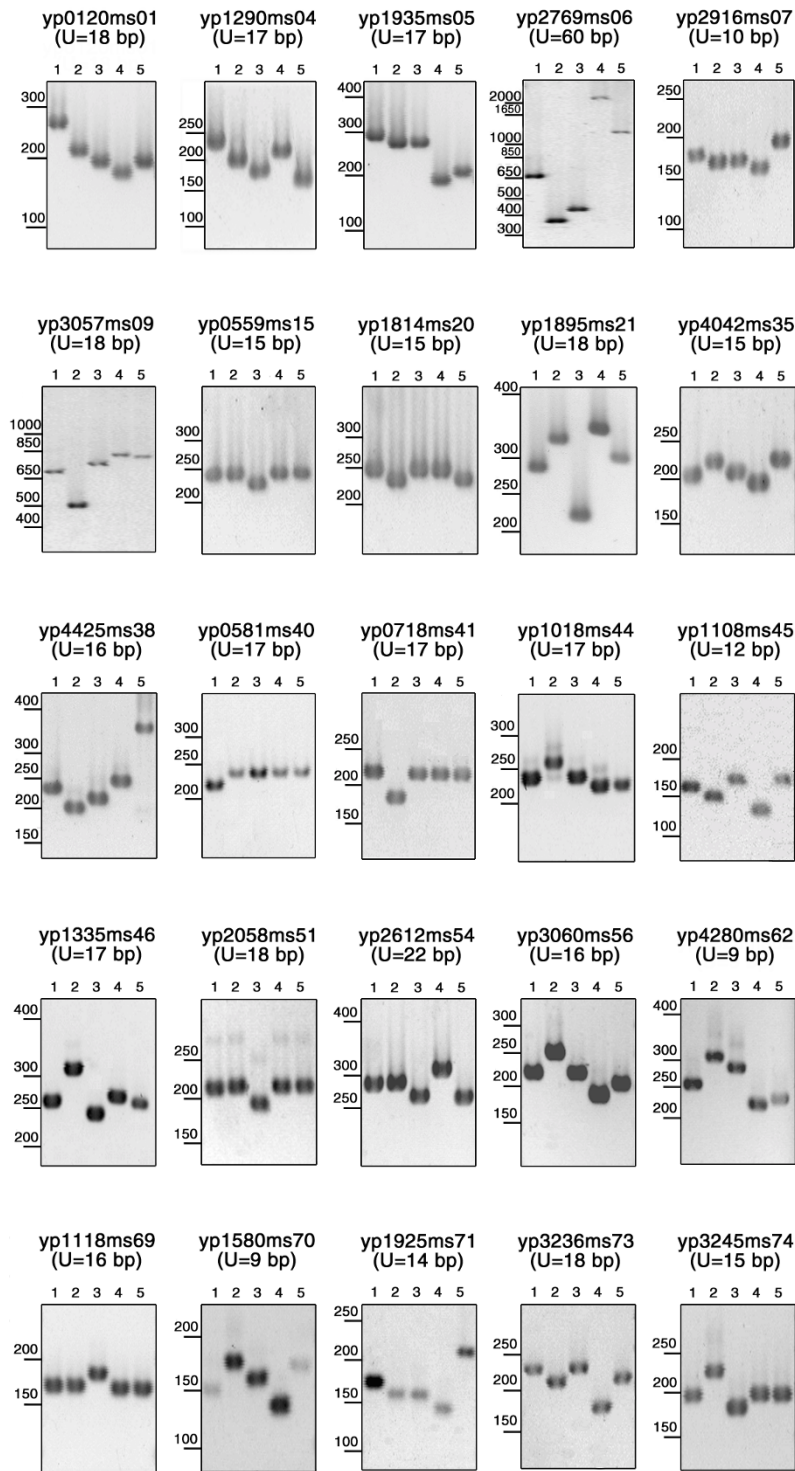 yp0120ms01 yp1290ms04 yp1935ms05 yp2769ms06 yp2916ms07
(U=18 bp) (U=17 bp) (U=17 bp) (U=60 bp) (U=10 bp)
1 2 3 4 5 1 2 3 4 5 1 2 3 4 5 1 2 3 4 5 1 2 3 4 5
300 250 400 2000 250
200 200 300 1650 200
100 150 200 1000 150
100 100 850 100
650
500
400
300
yp3057ms09 yp0559ms15 yp1814ms20 yp1895ms21 yp4042ms35
(U=18 bp) (U=15 bp) (U=15 bp) (U=18 bp) (U=15 bp)
1 2 3 4 5 1 2 3 4 5 1 2 3 4 5 1 2 3 4 5 1 2 3 4 5
1000 300 300 400 250
850 250 250 300 200
650 200 200 250 150
500 200
400
yp4425ms38 yp0581ms40 yp0718ms41 yp1018ms44 yp1108ms45
(U=16 bp) (U=17 bp) (U=17 bp) (U=17 bp) (U=12 bp)
1 2 3 4 5 1 2 3 4 5 1 2 3 4 5 1 2 3 4 5 1 2 3 4 5
400 300 250 300 200
300 250 200 250 150
250 200 150 200 100
200
150
yp1335ms46 yp2058ms51 yp2612ms54 yp3060ms56 yp4280ms62
(U=17 bp) (U=18 bp) (U=22 bp) (U=16 bp) (U=9 bp)
1 2 3 4 5 1 2 3 4 5 1 2 3 4 5 1 2 3 4 5 1 2 3 4 5
400 250 400 300 400
300 200 300 250 300
250 150 250 200 250
200 150 200
yp1118ms69 yp1580ms70 yp1925ms71 yp3236ms73 yp3245ms74
(U=16 bp) (U=9 bp) (U=14 bp) (U=18 bp) (U=15 bp)
1 2 3 4 5 1 2 3 4 5 1 2 3 4 5 1 2 3 4 5 1 2 3 4 5
200 200 250 250 250
150 150 200 200 200
100 100 150 150 150
100